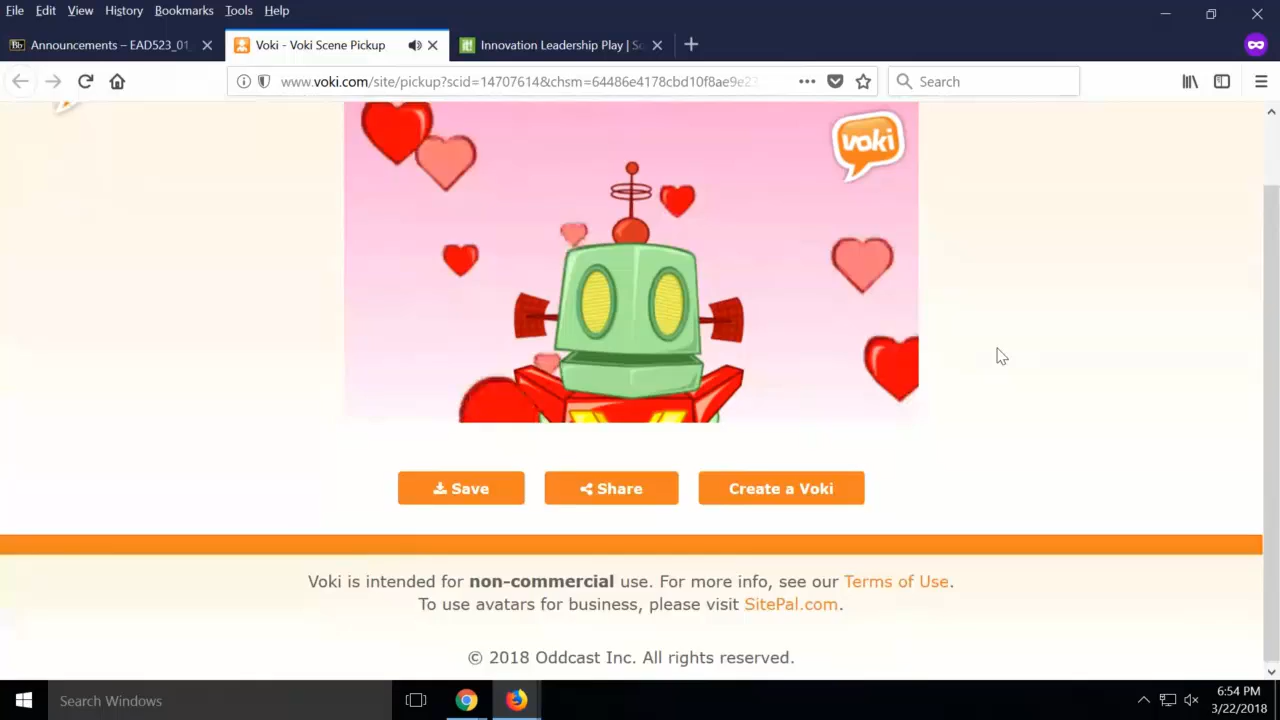 File Edit View History Bookmarks Tools Help
Announcements – EAD523_01_
Voki - Voki Scene Pickup
Innovation Leadership Play | Sc
www.voki.com/site/pickup?scid=14707614&chsm=64486e4178cbd10f8ae9e23
Search
voki
Save
Share
Create a Voki
Voki is intended for non-commercial use. For more info, see our Terms of Use.
To use avatars for business, please visit SitePal.com.
© 2018 Oddcast Inc. All rights reserved.
Search Windows
6:54 PM
3/22/2018